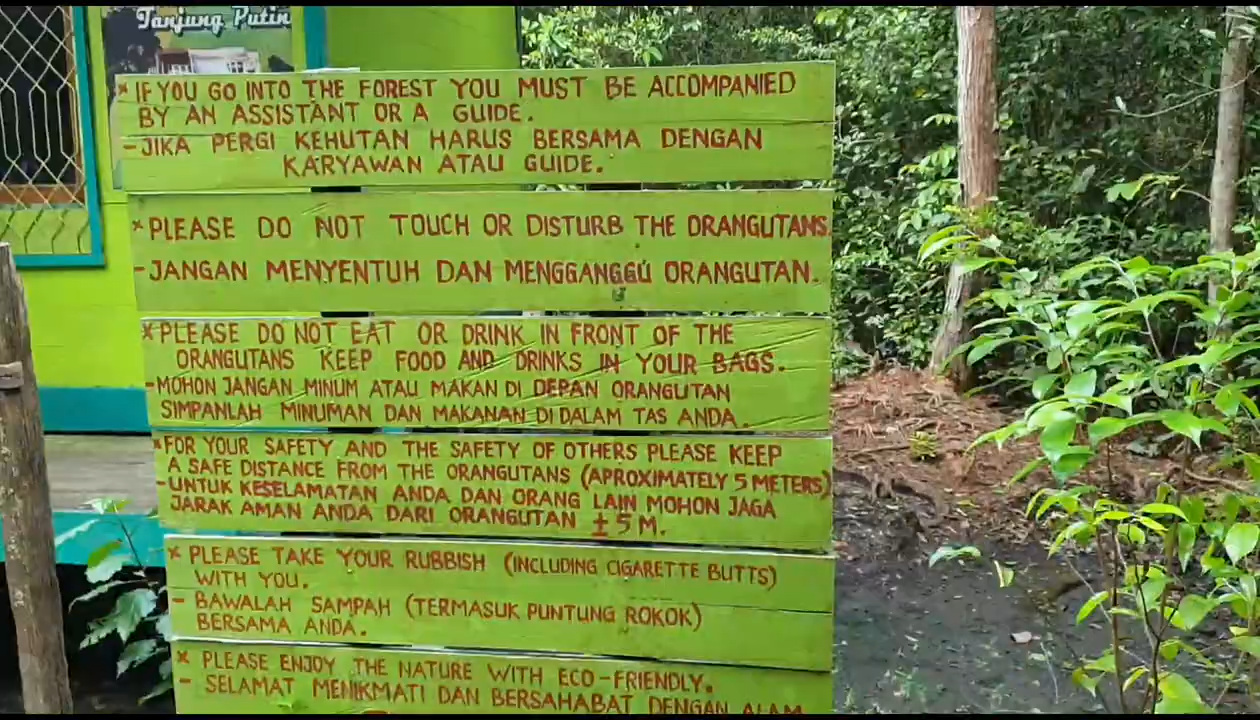 Tanjung Putin
* IF YOU GO INTO THE FOREST YOU MUST BE ACCOMPANIED
BY AN ASSISTANT OR A GUIDE.
- JIKA PERGI KEHUTAN HARUS BERSAMA DENGAN
KARYAWAN ATAU GUIDE.
* PLEASE DO NOT TOUCH OR DISTURB THE ORANGUTANS.
- JANGAN MENYENTUH DAN MENGGANGGU ORANGUTAN.
* PLEASE DO NOT EAT OR DRINK IN FRONT OF THE
ORANGUTANS KEEP FOOD AND DRINKS IN YOUR BAGS.
- MOHON JANGAN MINUM ATAU MAKAN DI DEPAN ORANGUTAN
SIMPANLAH MINUMAN DAN MAKANAN DI DALAM TAS ANDA.
* FOR YOUR SAFETY AND THE SAFETY OF OTHERS PLEASE KEEP
A SAFE DISTANCE FROM THE ORANGUTANS (APROXIMATELY 5 METERS)
- UNTUK KESELAMATAN ANDA DAN ORANG LAIN MOHON JAGA
JARAK AMAN ANDA DARI ORANGUTAN ± 5 M.
* PLEASE TAKE YOUR RUBBISH (INCLUDING CIGARETTE BUTTS)
WITH YOU.
- BAWALAH SAMPAH (TERMASUK PUNTUNG ROKOK)
BERSAMA ANDA.
* PLEASE ENJOY THE NATURE WITH ECO-FRIENDLY.
- SELAMAT MENIKMATI DAN BERSAHABAT DENGAN ALAM